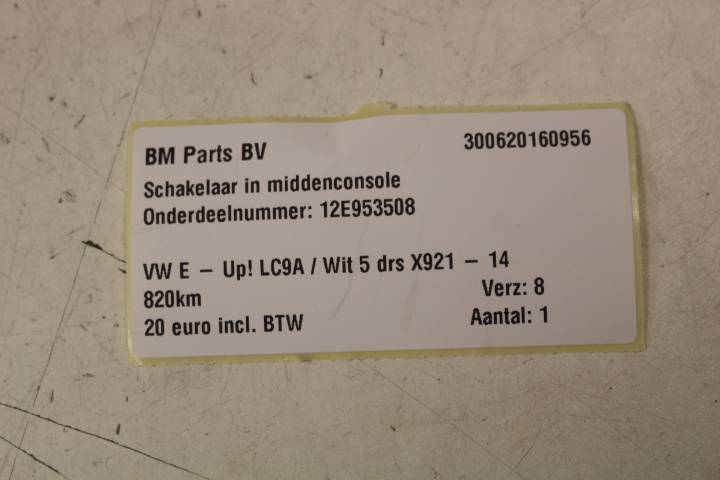 BM Parts BV 300620160956
Schakelaar in middenconsole
Onderdeelnummer: 12E953508
VW E - Up! LC9A / Wit 5 drs X921 - 14
820km Verz: 8
20 euro incl. BTW Aantal: 1